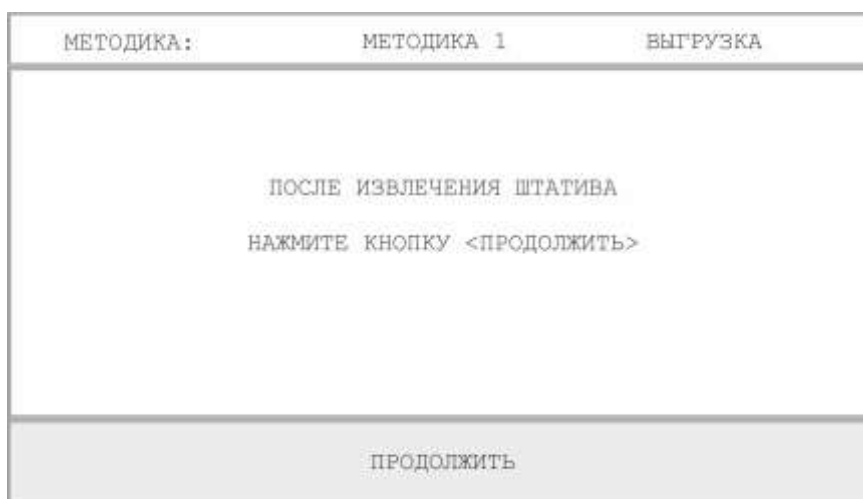 МЕТОДИКА: МЕТОДИКА 1 ВЫГРУЗКА
ПОСЛЕ ИЗВЛЕЧЕНИЯ ШТАТИВА
НАЖМИТЕ КНОПКУ <ПРОДОЛЖИТЬ>
ПРОДОЛЖИТЬ